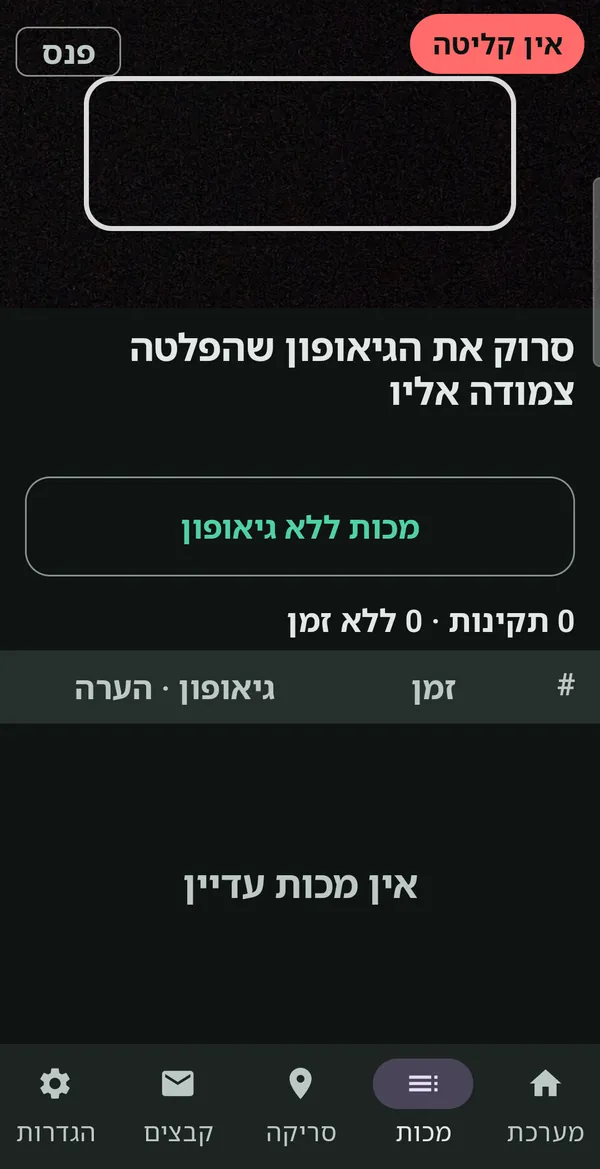 אין קליטה
פנס
סרוק את הגיאופון שהפלטה
צמודה אליו
מכות ללא גיאופון
0 תקינות · 0 ללא זמן
# זמן גיאופון · הערה
אין מכות עדיין
מערכת מכות סריקה קבצים הגדרות